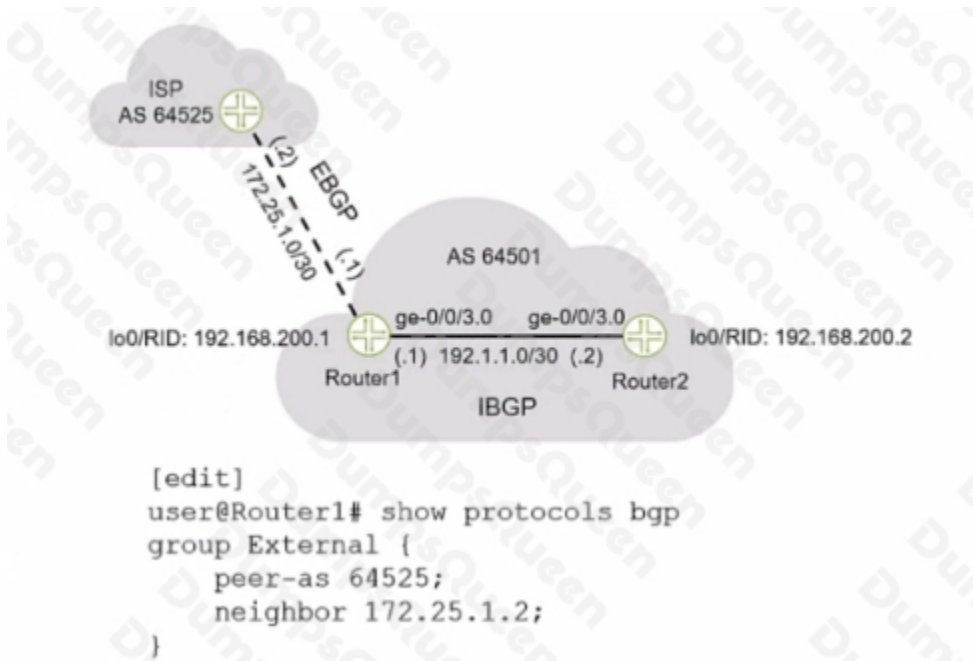 ISP
AS 64525
(.2)
EBGP
172.25.1.0/30
(.1)
AS 64501
ge-0/0/3.0 ge-0/0/3.0
lo0/RID: 192.168.200.1
lo0/RID: 192.168.200.2
(.1) 192.1.1.0/30 (.2)
Router1
Router2
IBGP
[edit]
user@Router1# show protocols bgp
group External {
peer-as 64525;
neighbor 172.25.1.2;
}
DumpsQueen